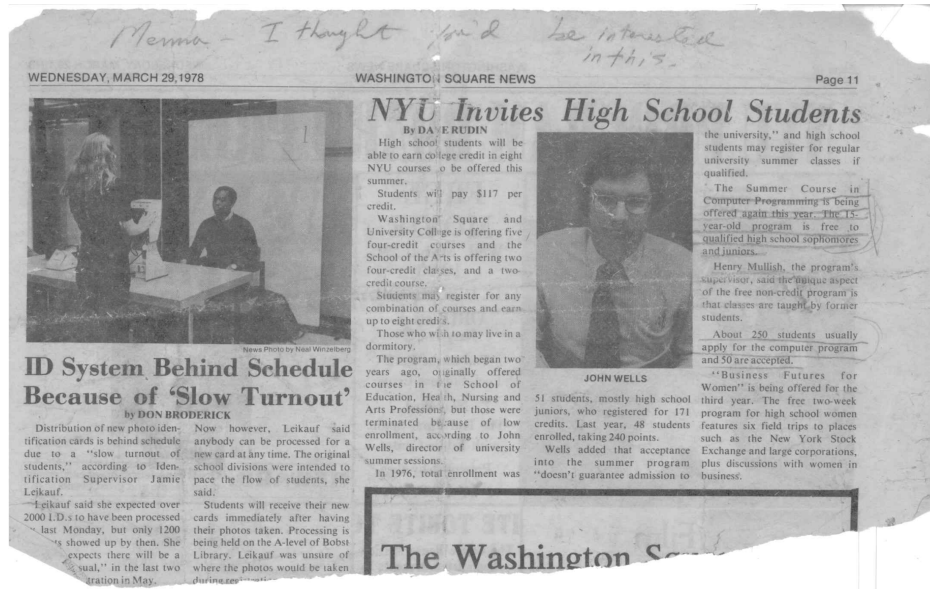 Menna - I thought you'd be interested
in this.
WEDNESDAY, MARCH 29, 1978
WASHINGTON SQUARE NEWS
Page 11
News Photo by Neal Winzelberg
ID System Behind Schedule
Because of 'Slow Turnout'
by DON BRODERICK
Distribution of new photo iden-
tification cards is behind schedule
due to a "slow turnout of
students," according to Iden-
tification Supervisor Jamie
Leikauf.
Leikauf said she expected over
2000 I.D.s to have been processed
last Monday, but only 1200
showed up by then. She
expects there will be a
sual," in the last two
tration in May.
Now however, Leikauf said
anybody can be processed for a
new card at any time. The original
school divisions were intended to
pace the flow of students, she
said.
Students will receive their new
cards immediately after having
their photos taken. Processing is
being held on the A-level of Bobst
Library. Leikauf was unsure of
where the photos would be taken
during
NYU Invites High School Students
By DAVE RUDIN
High school students will be
able to earn college credit in eight
NYU courses to be offered this
summer.
Students will pay $117 per
credit.
Washington Square and
University College is offering five
four-credit courses and the
School of the Arts is offering two
four-credit classes, and a two-
credit course.
Students may register for any
combination of courses and earn
up to eight credits.
Those who wish to may live in a
dormitory.
The program, which began two
years ago, originally offered
courses in the School of
Education, Health, Nursing and
Arts Professions, but those were
terminated because of low
enrollment, according to John
Wells, director of university
summer sessions.
In 1976, total enrollment was
JOHN WELLS
51 students, mostly high school
juniors, who registered for 171
credits. Last year, 48 students
enrolled, taking 240 points.
Wells added that acceptance
into the summer program
"doesn't guarantee admission to
the university," and high school
students may register for regular
university summer classes if
qualified.
The Summer Course in
Computer Programming is being
offered again this year. The 15-
year-old program is free to
qualified high school sophomores
and juniors.
Henry Mullish, the program's
supervisor, said the unique aspect
of the free non-credit program is
that classes are taught by former
students.
About 250 students usually
apply for the computer program
and 50 are accepted.
"Business Futures for
Women" is being offered for the
third year. The free two-week
program for high school women
features six field trips to places
such as the New York Stock
Exchange and large corporations,
plus discussions with women in
business.
The Washington